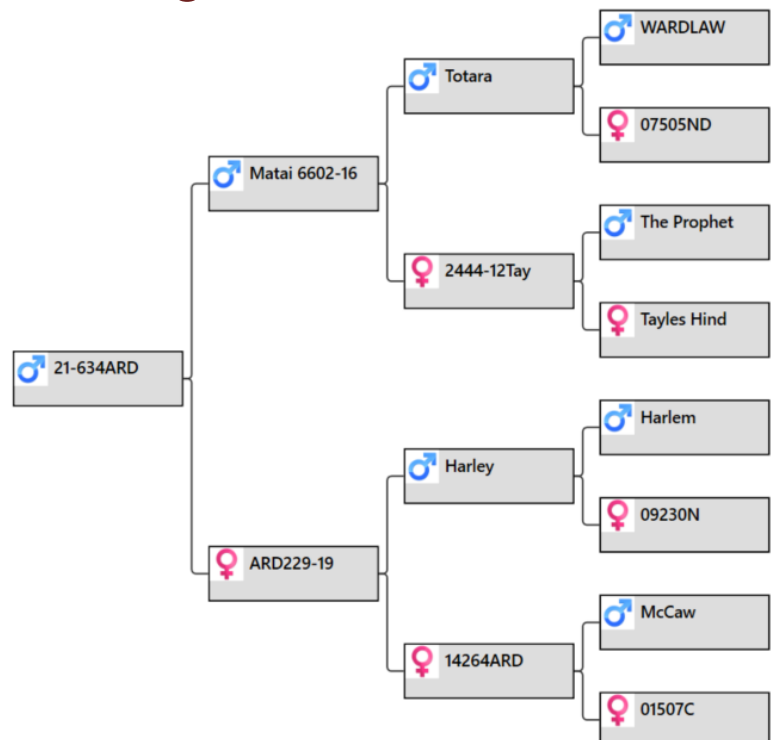 WARDLAW
Totara
07505ND
Matai 6602-16
The Prophet
2444-12Tay
Tayles Hind
21-634ARD
Harlem
Harley
09230N
ARD229-19
McCaw
14264ARD
01507C